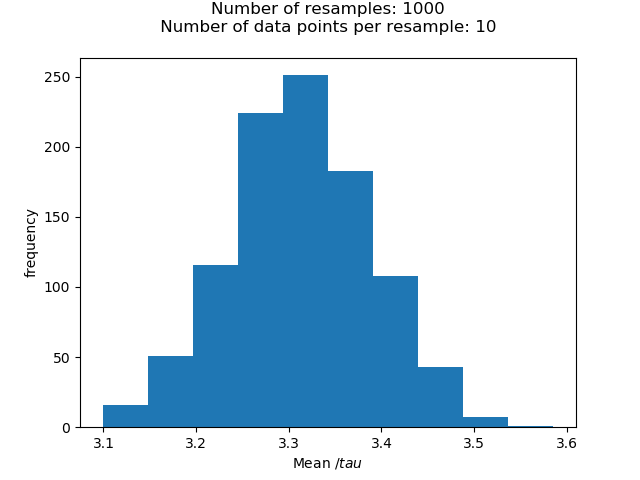 Number of resamples: 1000
Number of data points per resample: 10
250
200
150
100
50
0
frequency
3.1 3.2 3.3 3.4 3.5 3.6
Mean /tau